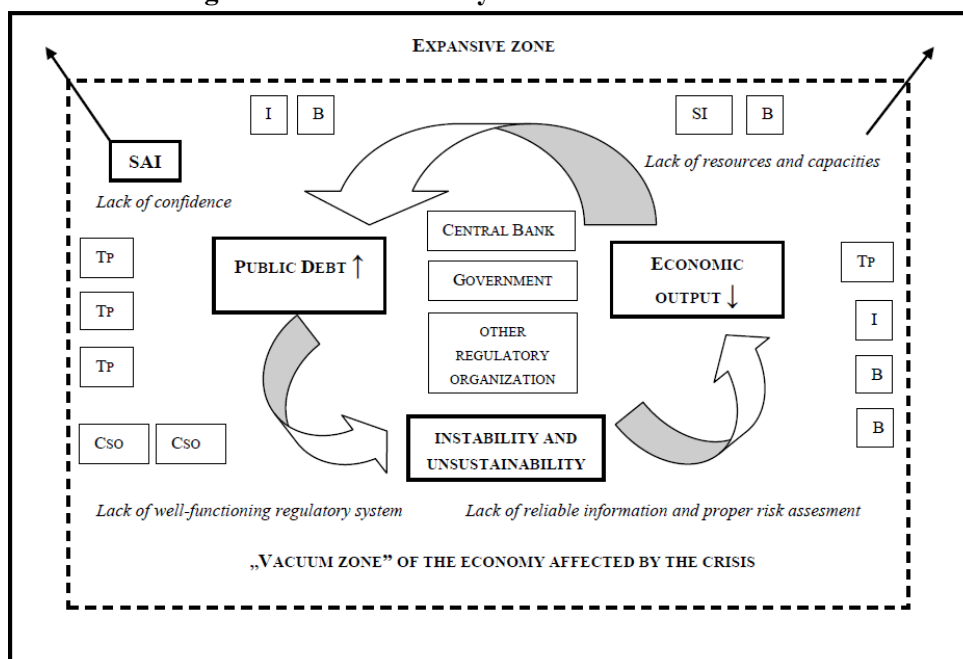 EXPANSIVE ZONE
I B SI B
SAI
Lack of resources and capacities
Lack of confidence
CENTRAL BANK
TP
PUBLIC DEBT ↑
ECONOMIC
OUTPUT ↓
TP
GOVERNMENT
TP
I
TP
OTHER
REGULATORY
ORGANIZATION
B
B
CSO CSO
INSTABILITY AND
UNSUSTAINABILITY
Lack of well-functioning regulatory system Lack of reliable information and proper risk assesment
„VACUUM ZONE” OF THE ECONOMY AFFECTED BY THE CRISIS